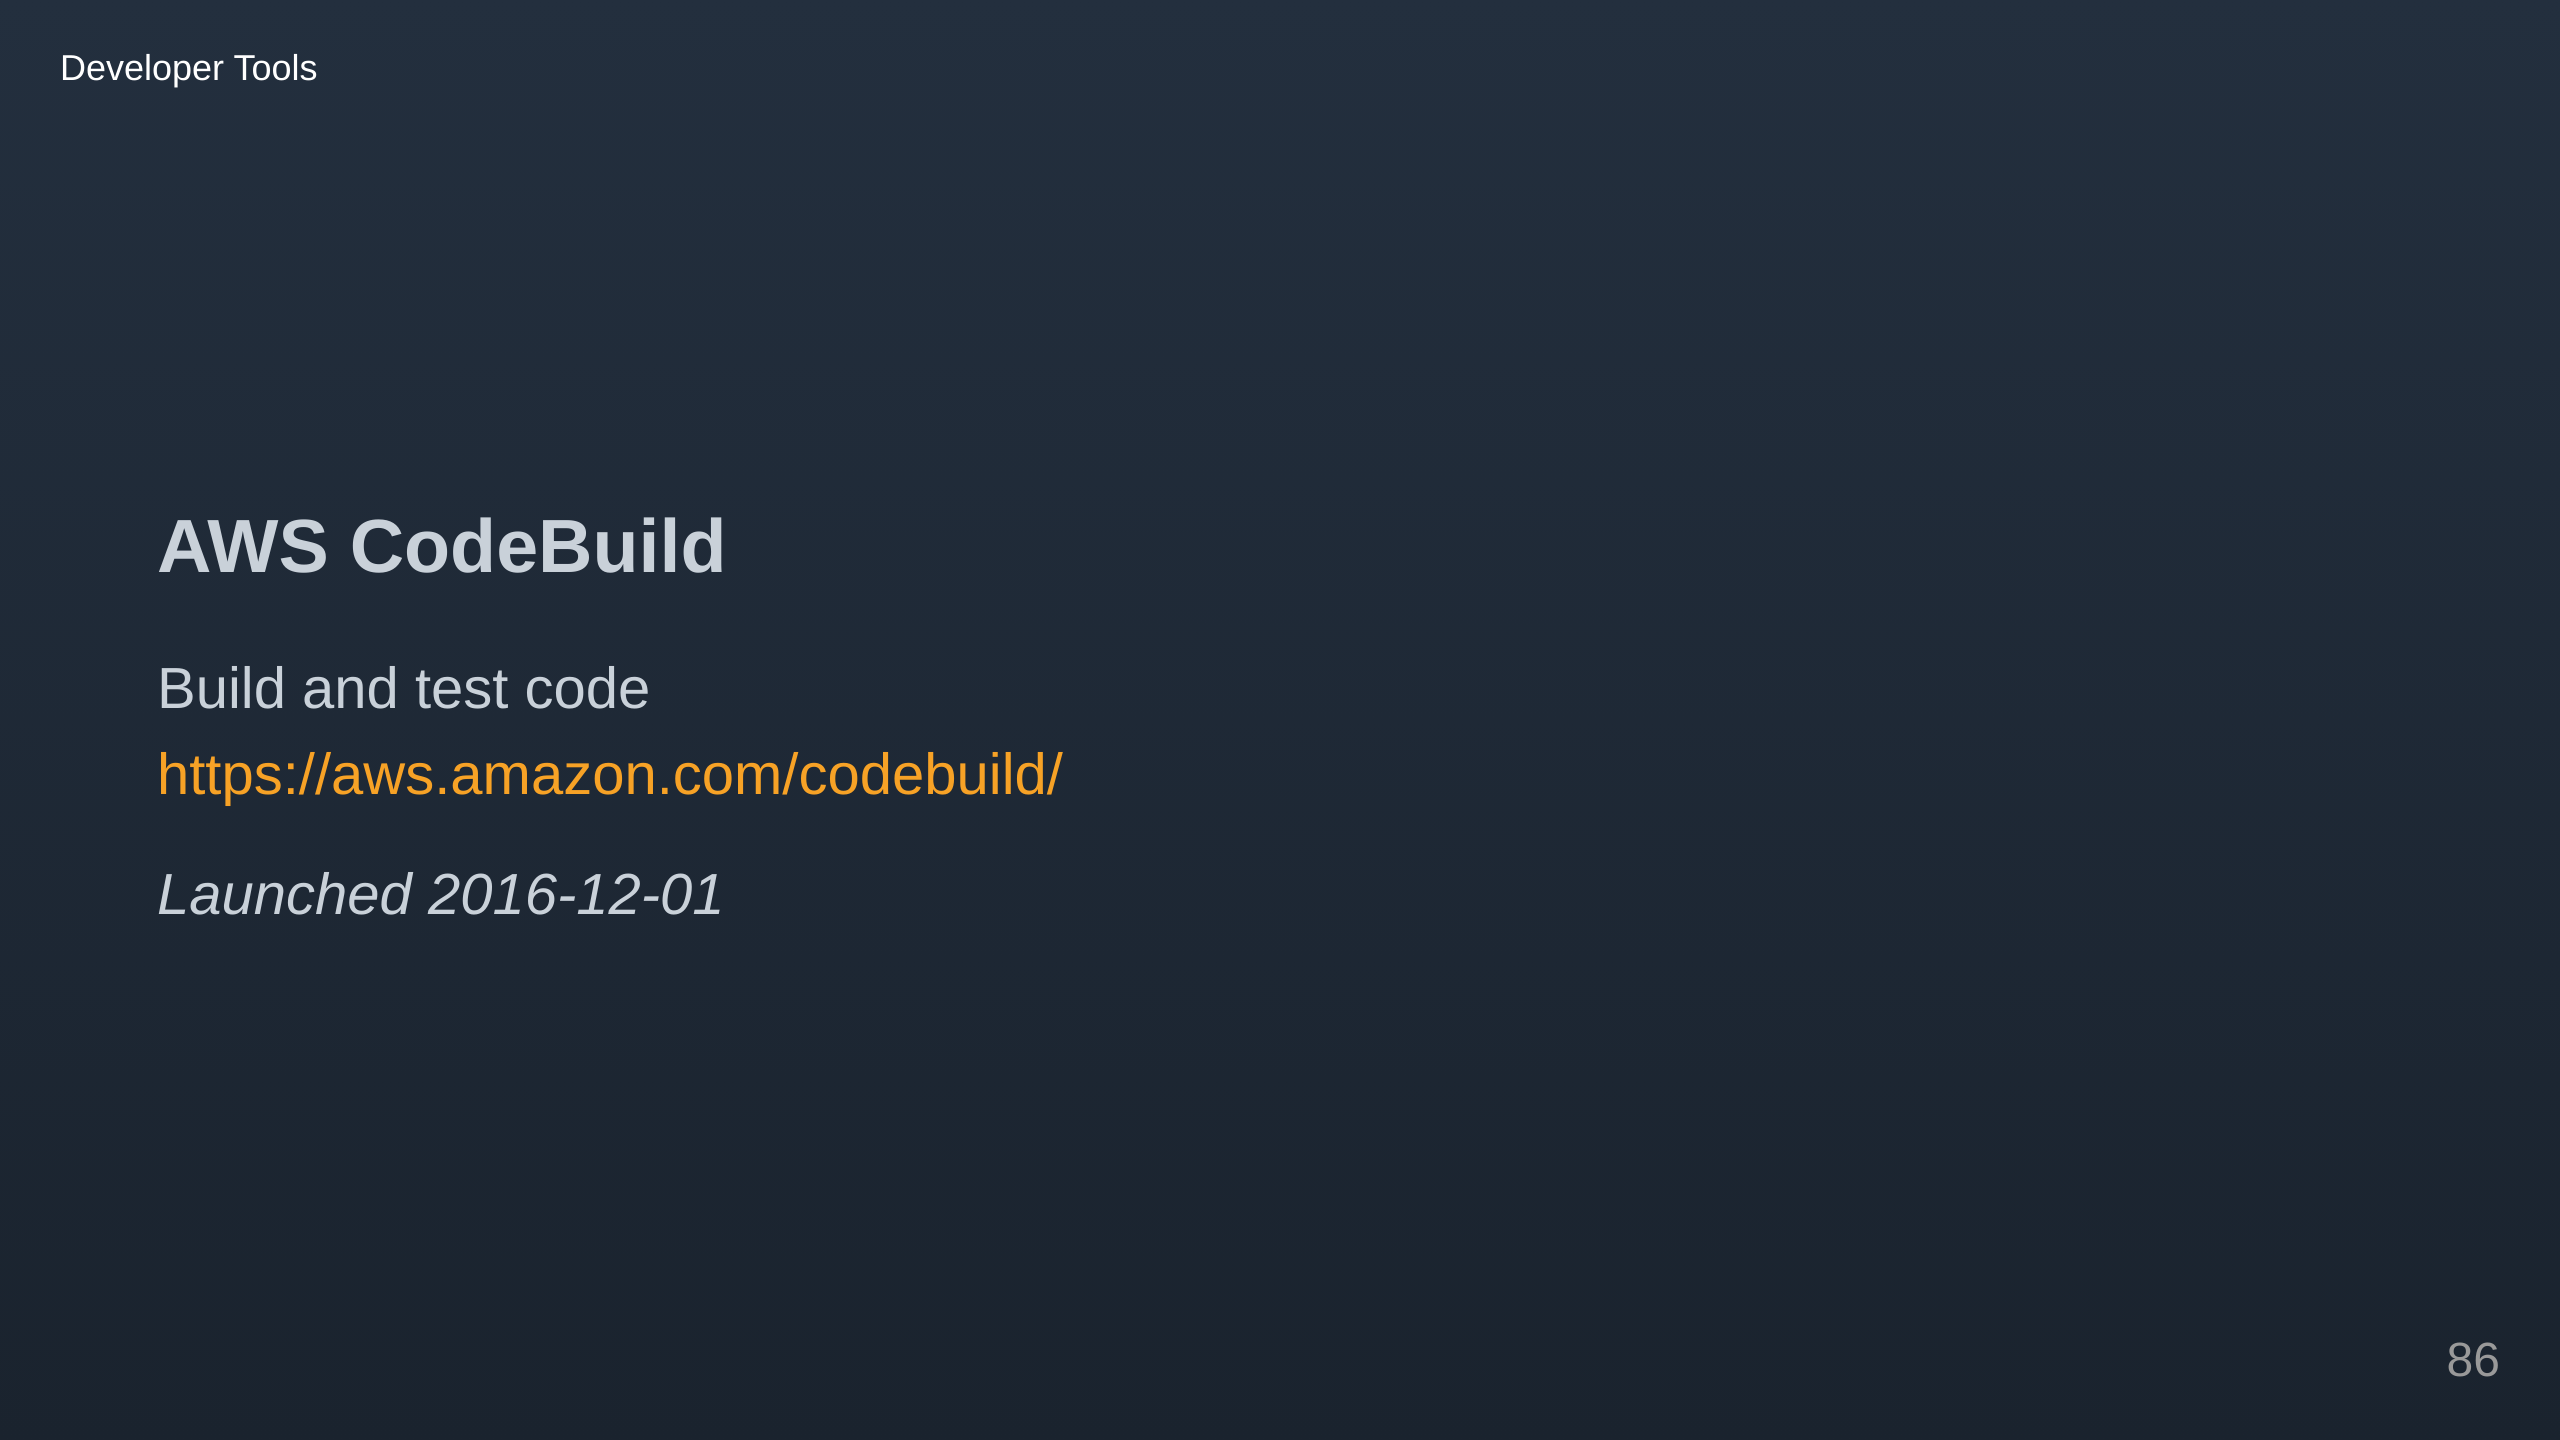 Developer Tools
AWS CodeBuild
Build and test code
https://aws.amazon.com/codebuild/
Launched 2016-12-01
86